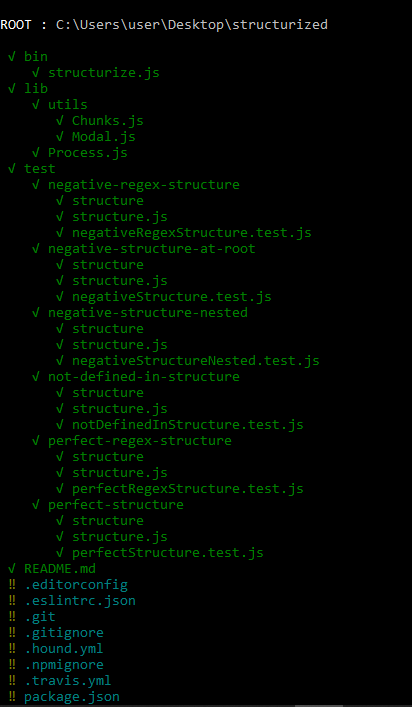 ROOT : C:\Users\user\Desktop\structurized
√ bin
√ structurize.js
√ lib
√ utils
√ Chunks.js
√ Modal.js
√ Process.js
√ test
√ negative-regex-structure
√ structure
√ structure.js
√ negativeRegexStructure.test.js
√ negative-structure-at-root
√ structure
√ structure.js
√ negativeStructure.test.js
√ negative-structure-nested
√ structure
√ structure.js
√ negativeStructureNested.test.js
√ not-defined-in-structure
√ structure
√ structure.js
√ notDefinedInStructure.test.js
√ perfect-regex-structure
√ structure
√ structure.js
√ perfectRegexStructure.test.js
√ perfect-structure
√ structure
√ structure.js
√ perfectStructure.test.js
√ README.md
‼ .editorconfig
‼ .eslintrc.json
‼ .git
‼ .gitignore
‼ .hound.yml
‼ .npmignore
‼ .travis.yml
‼ package.json